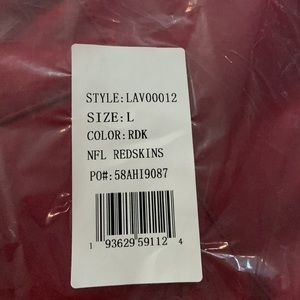 STYLE:LAV00012
SIZE:L
COLOR:RDK
NFL REDSKINS
PO#:58AHI9087
1 93629 59112 4